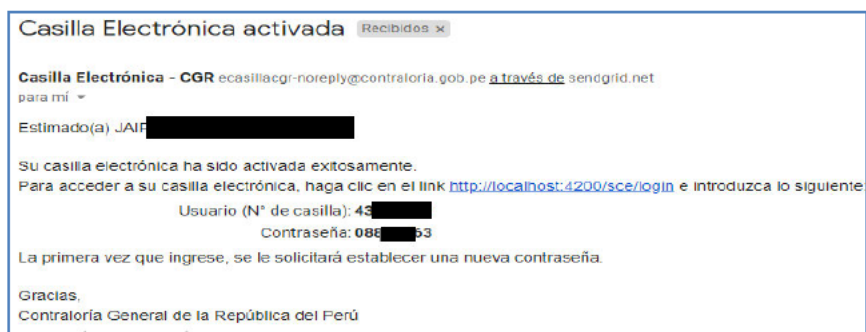 Casilla Electrónica activada Recibidos x
Casilla Electrónica - CGR ecasillacgr-noreply@contraloria.gob.pe a través de sendgrid.net
para mí
Estimado(a) JAI
Su casilla electrónica ha sido activada exitosamente.
Para acceder a su casilla electrónica, haga clic en el link http://localhost:4200/sce/login e introduzca lo siguiente
Usuario (N° de casilla): 43
Contraseña: 088 63
La primera vez que ingrese, se le solicitará establecer una nueva contraseña.
Gracias,
Contraloría General de la República del Perú